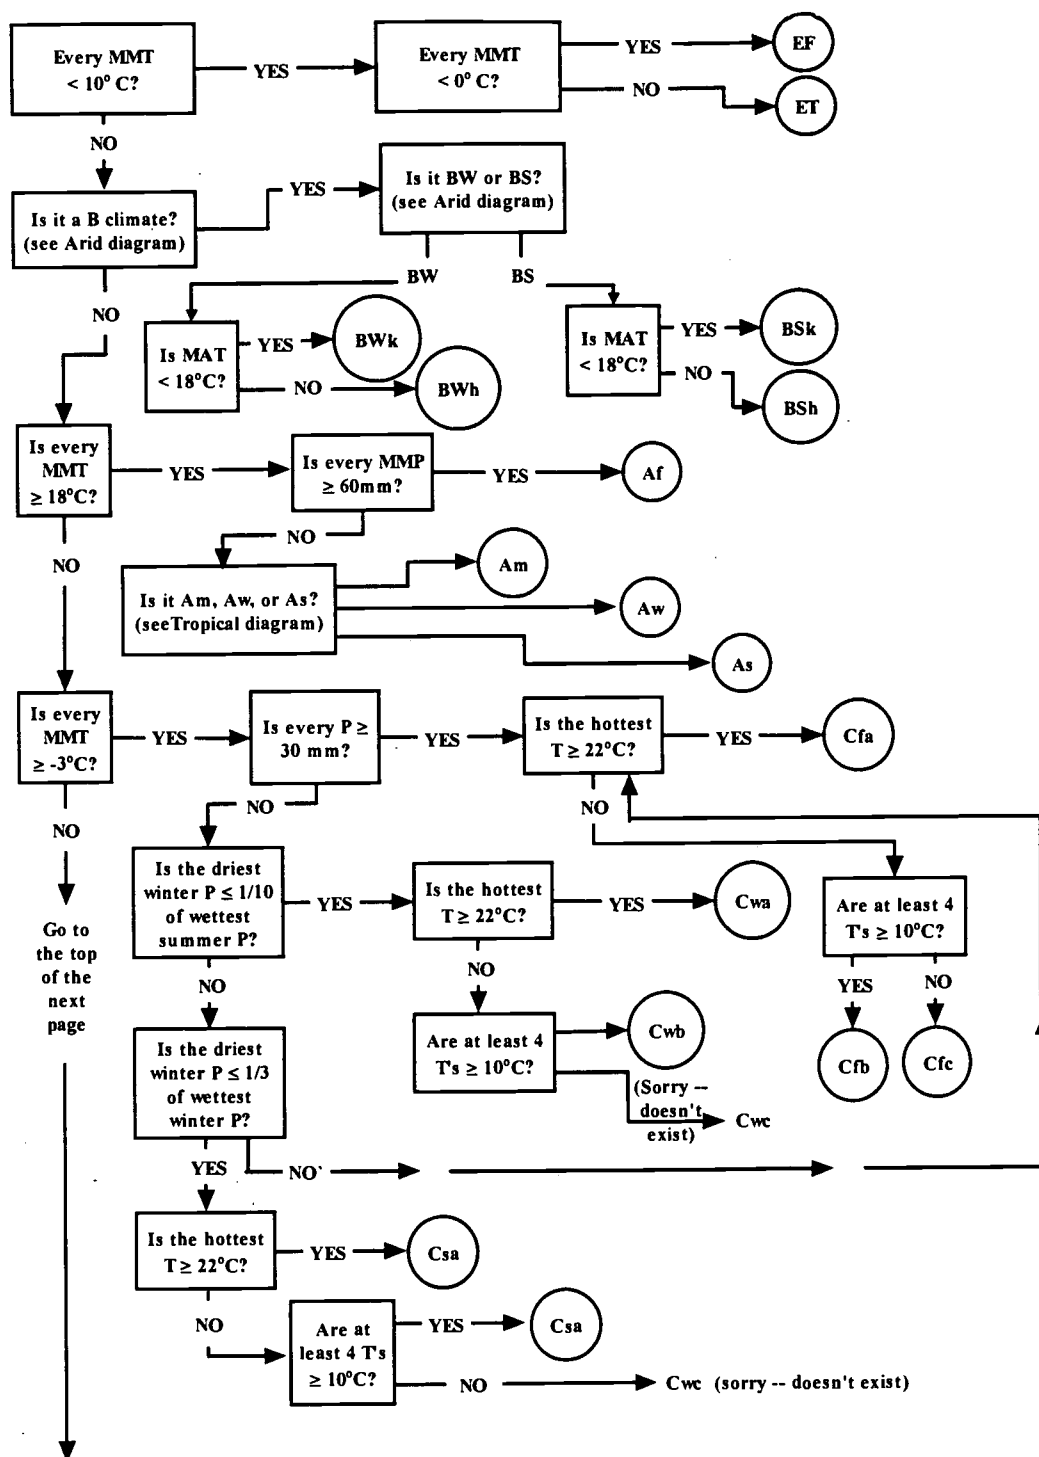 Every MMT
< 10° C?
YES
Every MMT
< 0° C?
YES
EF
NO
ET
NO
Is it a B climate?
(see Arid diagram)
YES
Is it BW or BS?
(see Arid diagram)
BW
BS
NO
Is MAT
< 18°C?
YES
BWk
NO
BWh
Is MAT
< 18°C?
YES
BSk
NO
BSh
Is every
MMT
≥ 18°C?
YES
Is every MMP
≥ 60mm?
YES
Af
NO
NO
Is it Am, Aw, or As?
(seeTropical diagram)
Am
Aw
As
Is every
MMT
≥ -3°C?
YES
Is every P ≥
30 mm?
YES
Is the hottest
T ≥ 22°C?
YES
Cfa
NO
NO
NO
Is the driest
winter P ≤ 1/10
of wettest
summer P?
YES
Is the hottest
T ≥ 22°C?
YES
Cwa
Are at least 4
T's ≥ 10°C?
YES
NO
Cfb
Cfc
Go to
the top
of the
next
page
NO
NO
Are at least 4
T's ≥ 10°C?
Cwb
(Sorry --
doesn't
exist)
Cwc
Is the driest
winter P ≤ 1/3
of wettest
winter P?
YES
NO
Is the hottest
T ≥ 22°C?
YES
Csa
NO
Are at
least 4 T's
≥ 10°C?
YES
Csa
NO
Cwc (sorry -- doesn't exist)